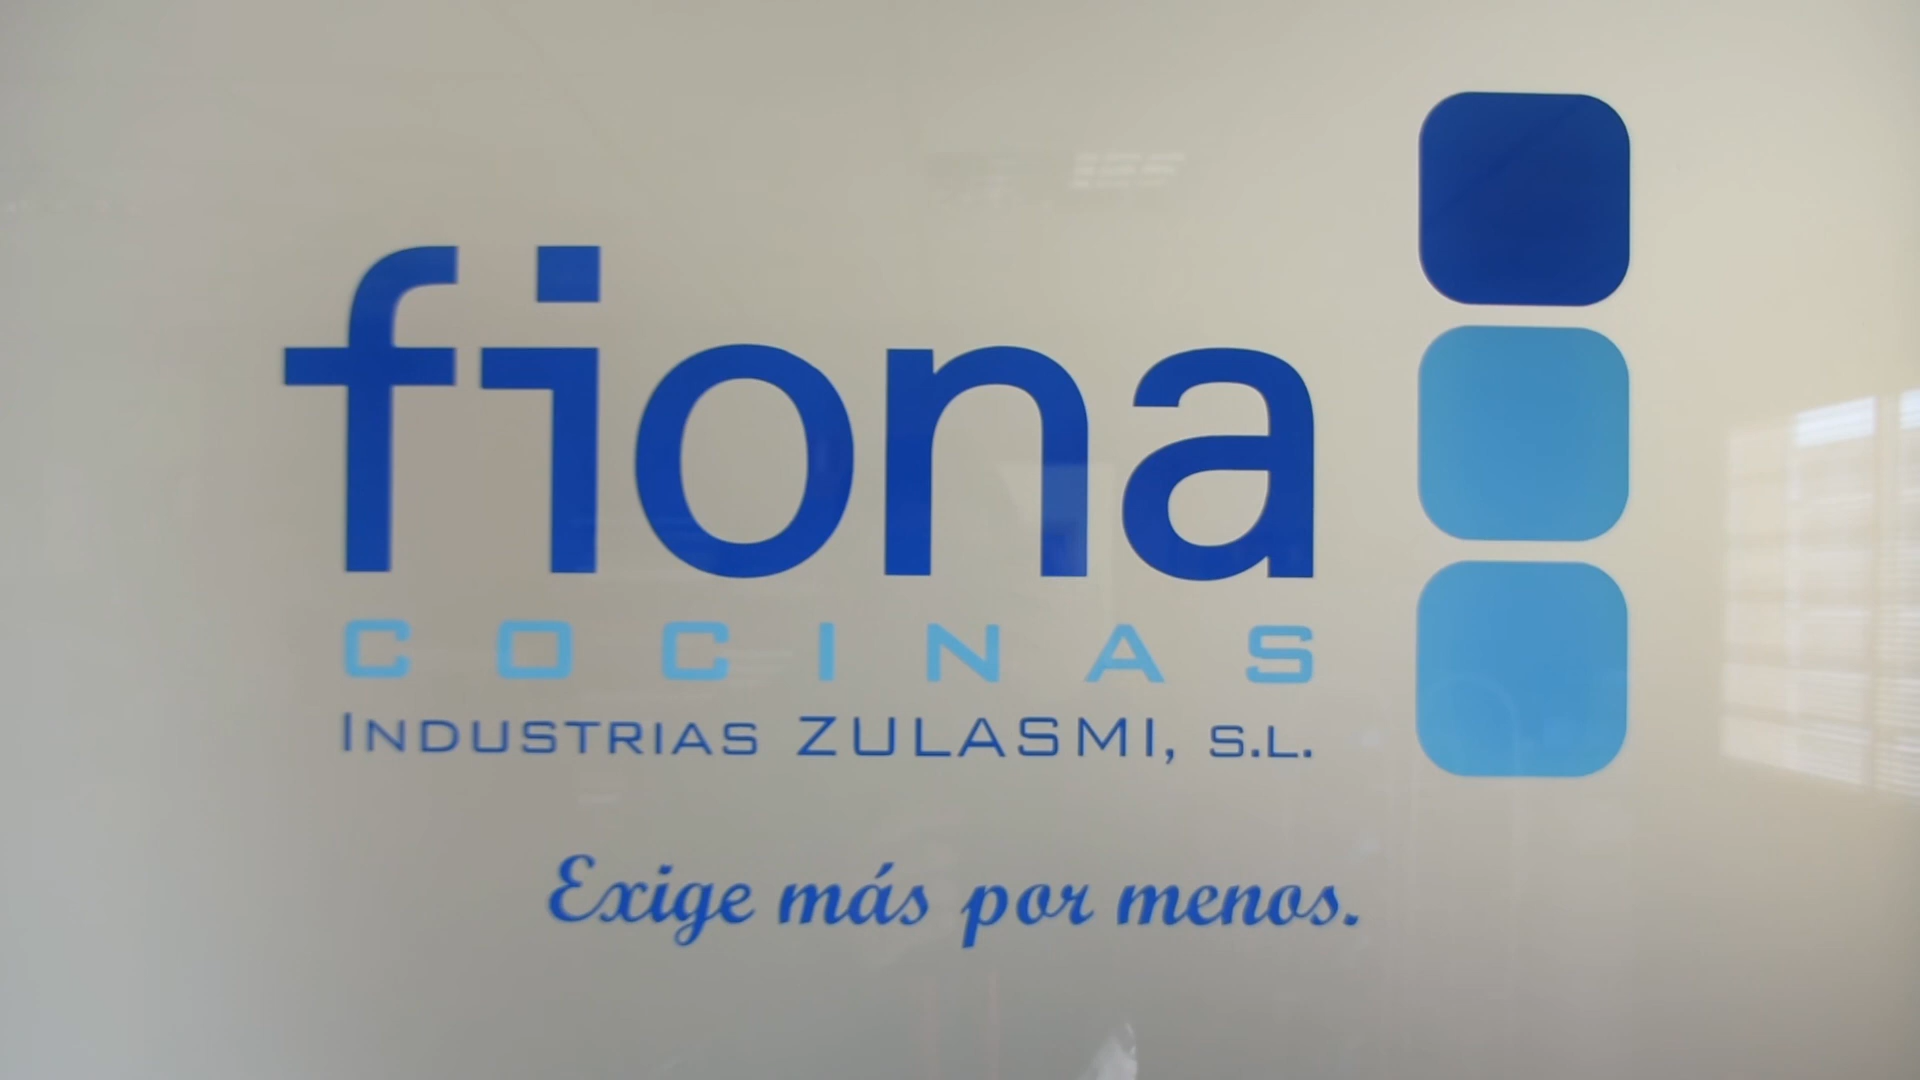 fiona
COCINAS
INDUSTRIAS ZULASMI, S.L.
Exige más por menos.